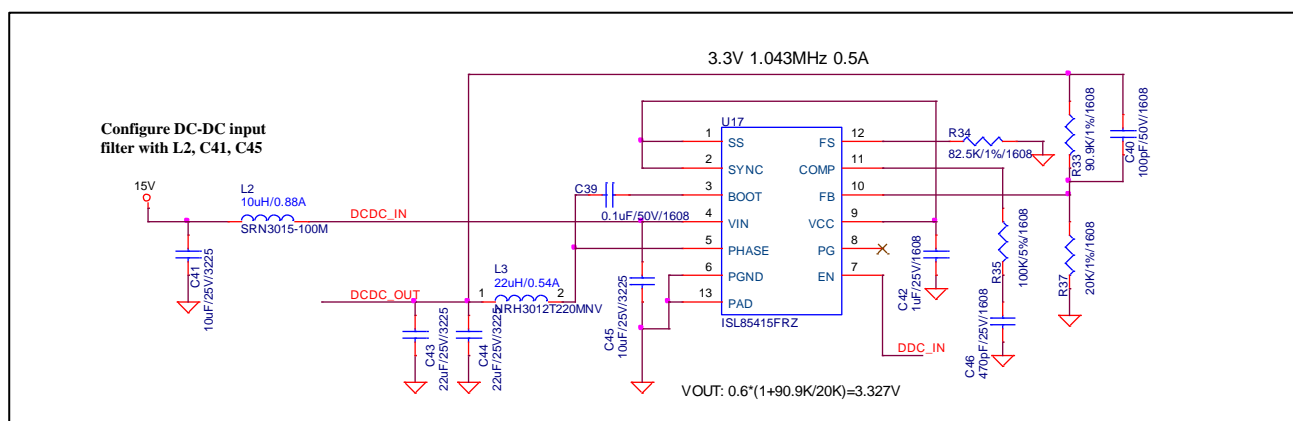 3.3V 1.043MHz 0.5A
Configure DC-DC input
filter with L2, C41, C45
15V
L2
10uH/0.88A
SRN3015-100M
DCDC_IN
C41
10uF/25V/3225
DCDC_OUT
C43
22uF/25V/3225
C44
22uF/25V/3225
1
L3
22uH/0.54A
2
NRH3012T220MNV
C39
0.1uF/50V/1608
C45
10uF/25V/3225
U17
1 SS FS 12
2 SYNC COMP 11
3 BOOT FB 10
4 VIN VCC 9
5 PHASE PG 8
6 PGND EN 7
13 PAD
ISL85415FRZ
R34
82.5K/1%/1608
R33
90.9K/1%/1608
C40
100pF/50V/1608
C42
1uF/25V/1608
R35
100K/5%/1608
R37
20K/1%/1608
C46
470pF/25V/1608
DDC_IN
VOUT: 0.6*(1+90.9K/20K)=3.327V